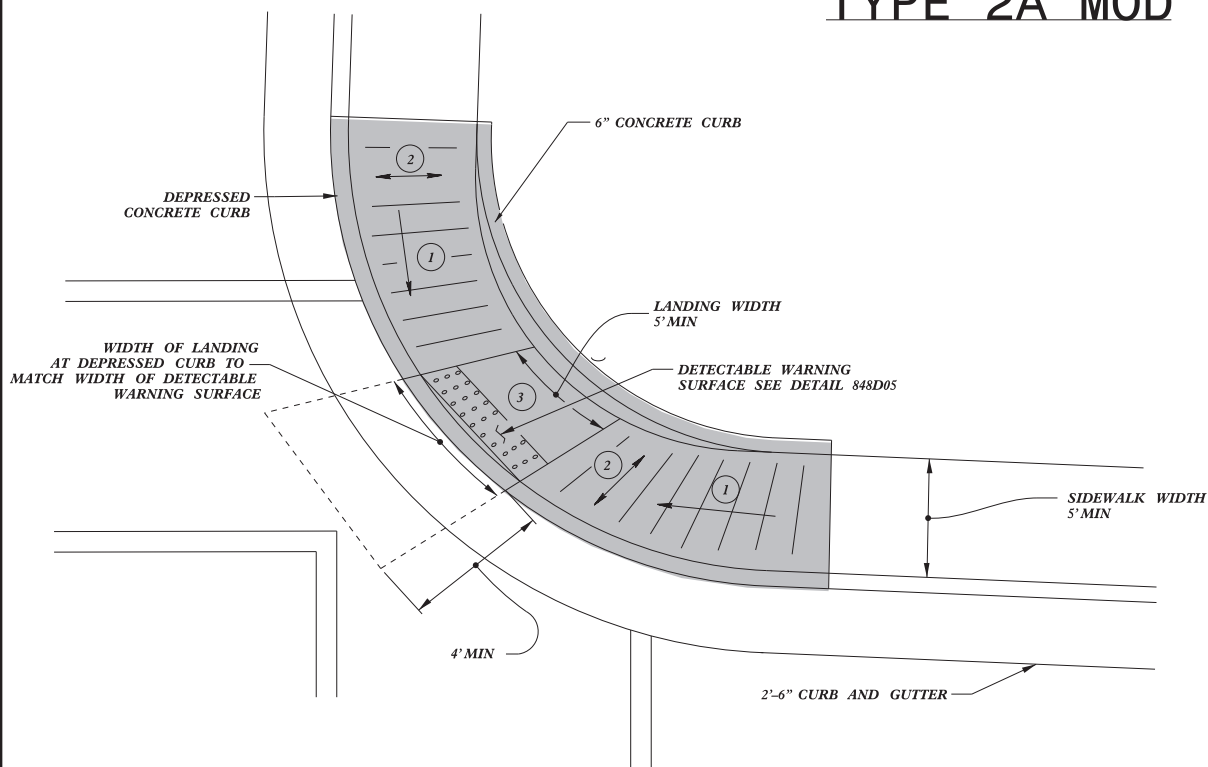 TYPE 2A MOD
6” CONCRETE CURB
2
DEPRESSED
CONCRETE CURB
1
LANDING WIDTH
5’ MIN
WIDTH OF LANDING
AT DEPRESSED CURB TO
MATCH WIDTH OF DETECTABLE
WARNING SURFACE
DETECTABLE WARNING
SURFACE SEE DETAIL 848D05
3
2
1
SIDEWALK WIDTH
5’ MIN
4’ MIN
2’–6” CURB AND GUTTER